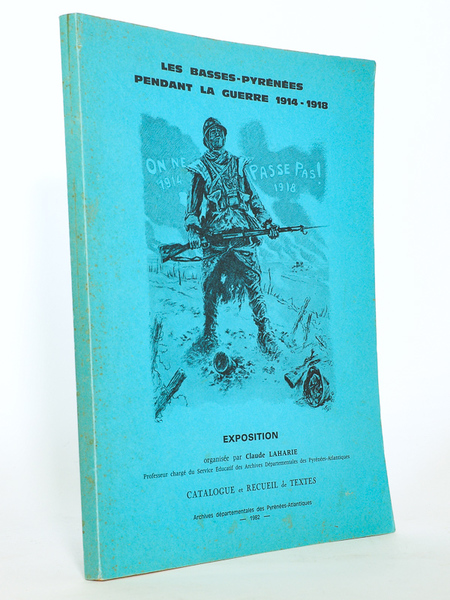 LES BASSES-PYRÉNÉES
PENDANT LA GUERRE 1914-1918
ON NE PASSE PAS!
1914 1918
EXPOSITION
organisée par Claude LAHARIE
Professeur chargé du Service Educatif des Archives Départementales des Pyrénées-Atlantiques
CATALOGUE et RECUEIL de TEXTES
Archives départementales des Pyrénées-Atlantiques
— 1982 —